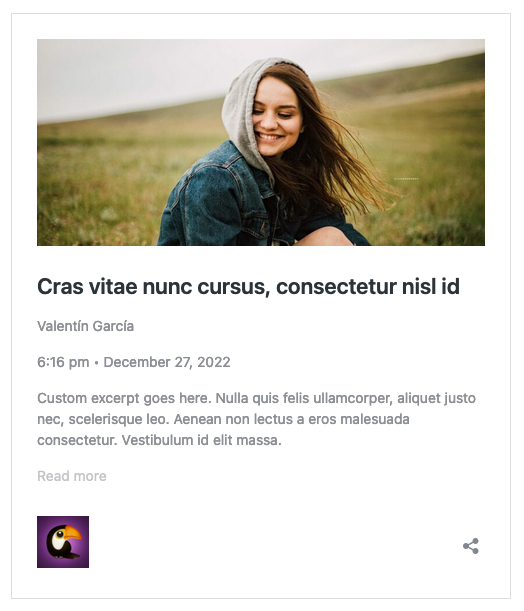 Cras vitae nunc cursus, consectetur nisl id
Valentín García
6:16 pm • December 27, 2022
Custom excerpt goes here. Nulla quis felis ullamcorper, aliquet justo
nec, scelerisque leo. Aenean non lectus a eros malesuada
consectetur. Vestibulum id elit massa.
Read more